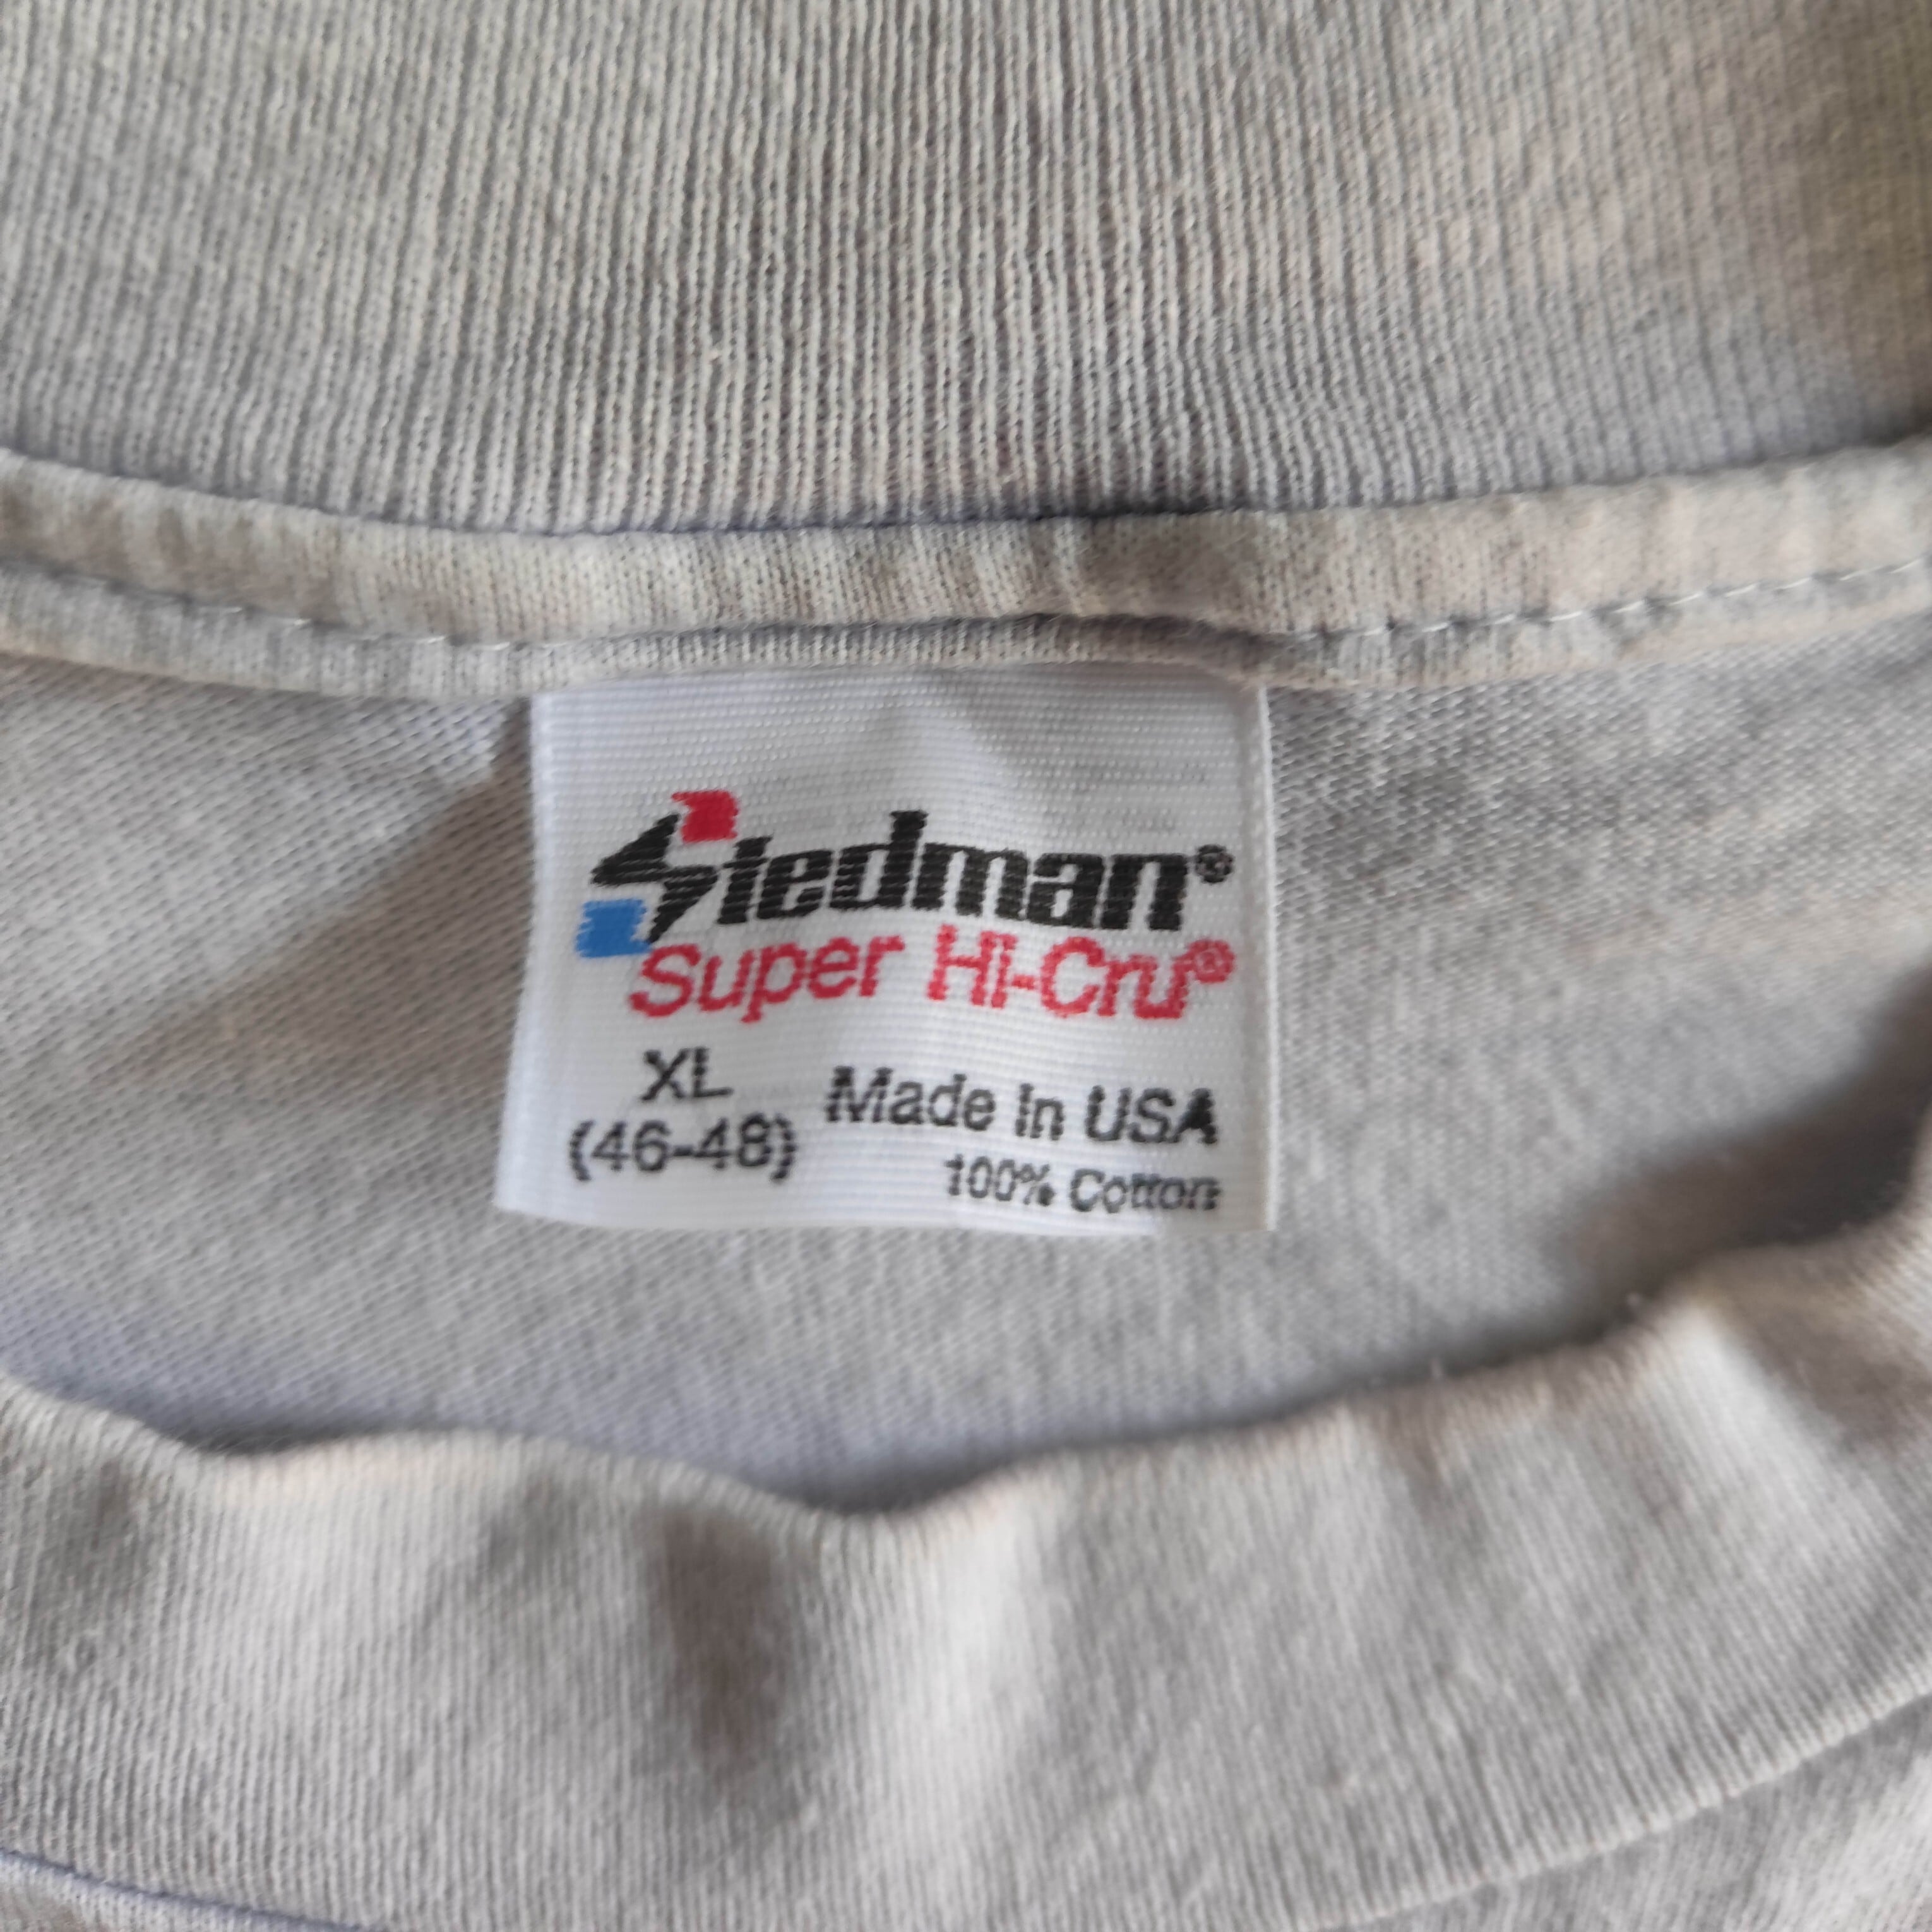 Stedman®
Super Hi-Cru®
XL
(46-48)
Made In USA
100% Cotton